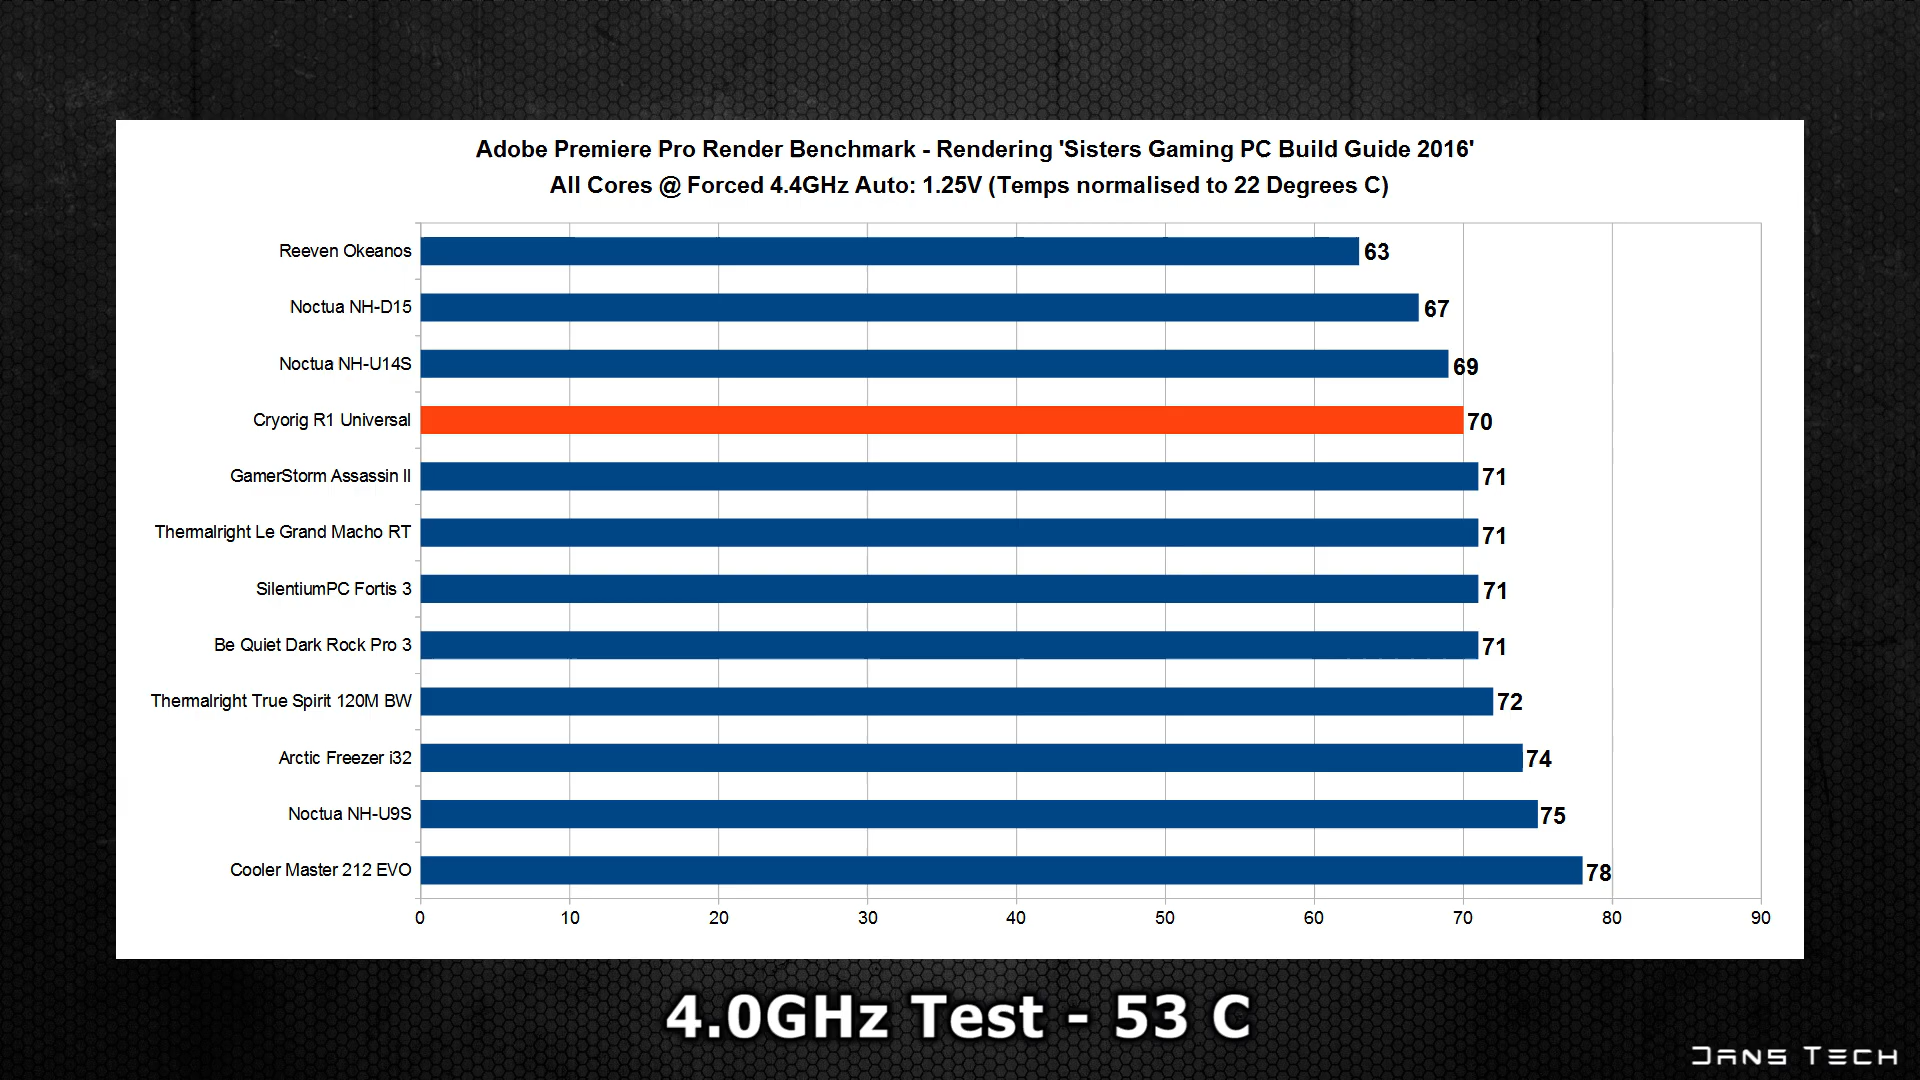 Adobe Premiere Pro Render Benchmark - Rendering 'Sisters Gaming PC Build Guide 2016'
All Cores @ Forced 4.4GHz Auto: 1.25V (Temps normalised to 22 Degrees C)
Reeven Okeanos 63
Noctua NH-D15 67
Noctua NH-U14S 69
Cryorig R1 Universal 70
GamerStorm Assassin II 71
Thermalright Le Grand Macho RT 71
SilentiumPC Fortis 3 71
Be Quiet Dark Rock Pro 3 71
Thermalright True Spirit 120M BW 72
Arctic Freezer i32 74
Noctua NH-U9S 75
Cooler Master 212 EVO 78
0 10 20 30 40 50 60 70 80 90
4.0GHz Test - 53 C
DANS TECH